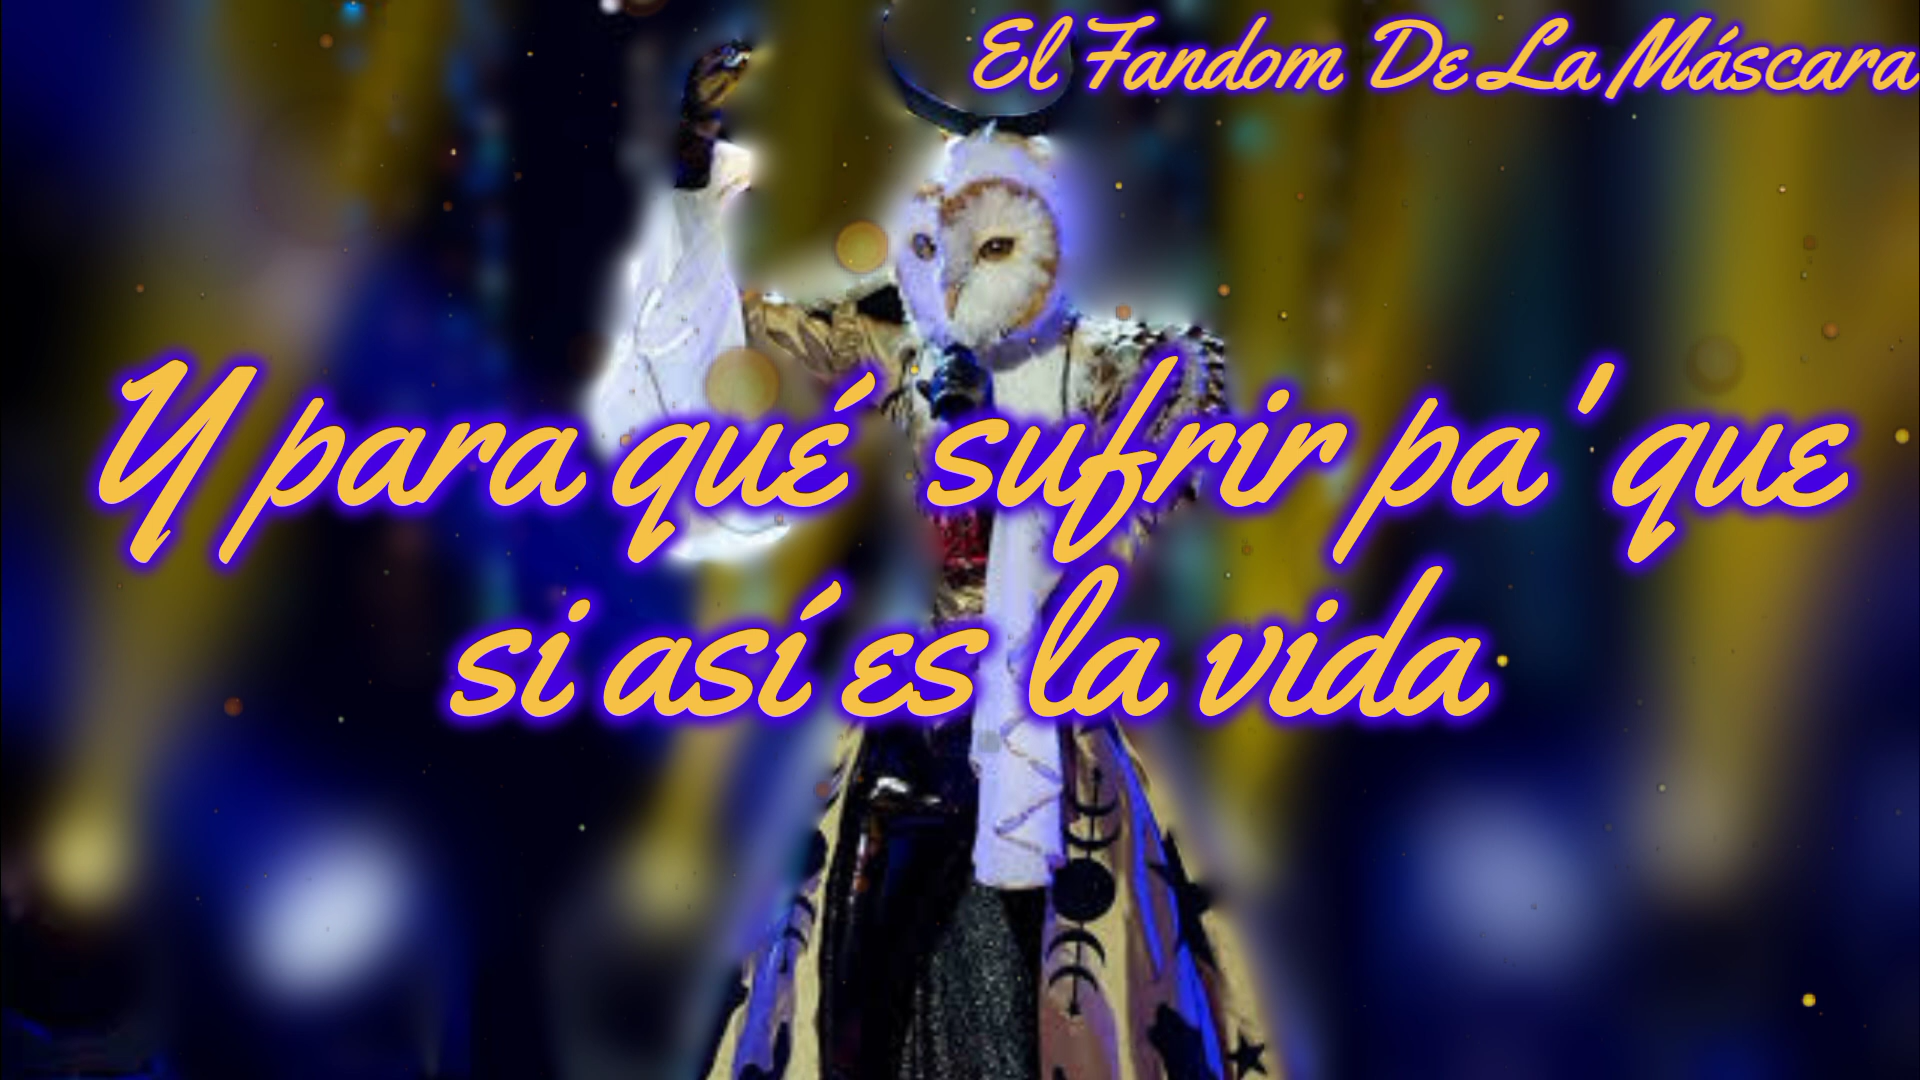 El Fandom De La Máscara
Y para qué sufrir pa' que
si así es la vida